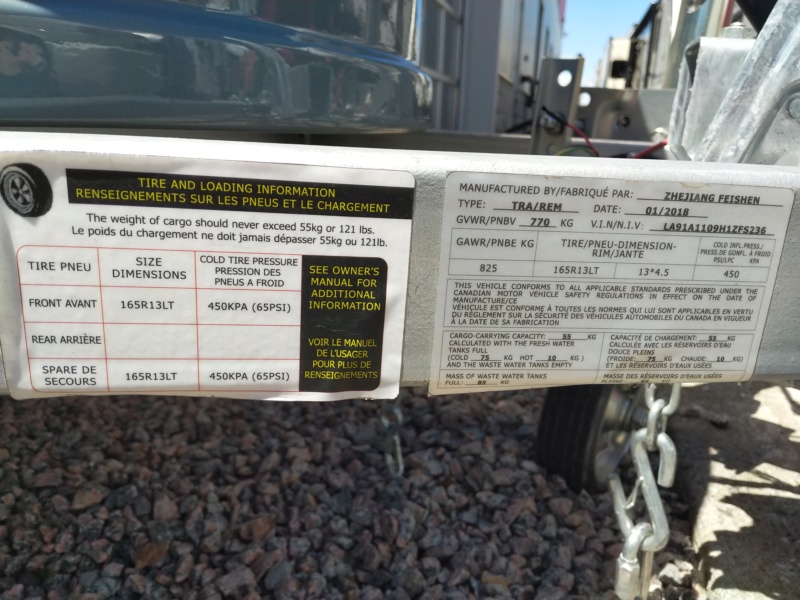 TIRE AND LOADING INFORMATION
RENSEIGNEMENTS SUR LES PNEUS ET LE CHARGEMENT
The weight of cargo should never exceed 55kg or 121 lbs.
Le poids du chargement ne doit jamais dépasser 55kg ou 121lb.
TIRE PNEU
SIZE DIMENSIONS
COLD TIRE PRESSURE
PRESSION DES
PNEUS A FROID
FRONT AVANT
165R13LT
450KPA (65PSI)
REAR ARRIÈRE
SPARE DE
SECOURS
165R13LT
450KPA (65PSI)
SEE OWNER'S
MANUAL FOR
ADDITIONAL
INFORMATION
VOIR LE MANUEL
DE L'USAGER
POUR PLUS DE
RENSEIGNEMENTS
MANUFACTURED BY/FABRIQUÉ PAR: ZHEJIANG FEISHEN
TYPE: TRA/REM DATE: 01/2018
GVWR/PNBV 770 KG V.I.N/N.I.V: LA91A1109H1ZFS236
GAWR/PNBE KG
TIRE/PNEU-DIMENSION-
RIM/JANTE
COLD INFL.PRESS./
PRESS.DE GONFL. À FROID
PSI/LPC KPA
825 165R13LT 13*4.5 450
THIS VEHICLE CONFORMS TO ALL APPLICABLE STANDARDS PRESCRIBED UNDER THE
CANADIAN MOTOR VEHICLE SAFETY REGULATIONS IN EFFECT ON THE DATE OF
MANUFACTURE/CE
VÉHICULE EST CONFORME À TOUTES LES NORMES QUI LUI SONT APPLICABLES EN VERTU
DU RÈGLEMENT SUR LA SÉCURITÉ DES VÉHICULES AUTOMOBILES DU CANADA EN VIGUEUR
À LA DATE DE SA FABRICATION
CARGO-CARRYING CAPACITY: 55 KG
CALCULATED WITH THE FRESH WATER
TANKS FULL
(COLD 75 KG HOT 10 KG )
AND THE WASTE WATER TANKS EMPTY
MASS OF WASTE WATER TANKS
FULL: 85 KG
CAPACITÉ DE CHARGEMENT: 55 KG
CALCULÉE AVEC LES RÉSERVOIRS D'EAU
DOUCE PLEINS
(FROIDE: 75 KG CHAUDE: 10 KG)
ET LES RÉSERVOIRS D'EAUX USÉES
MASSE DES RÉSERVOIRS D'EAUX USÉES